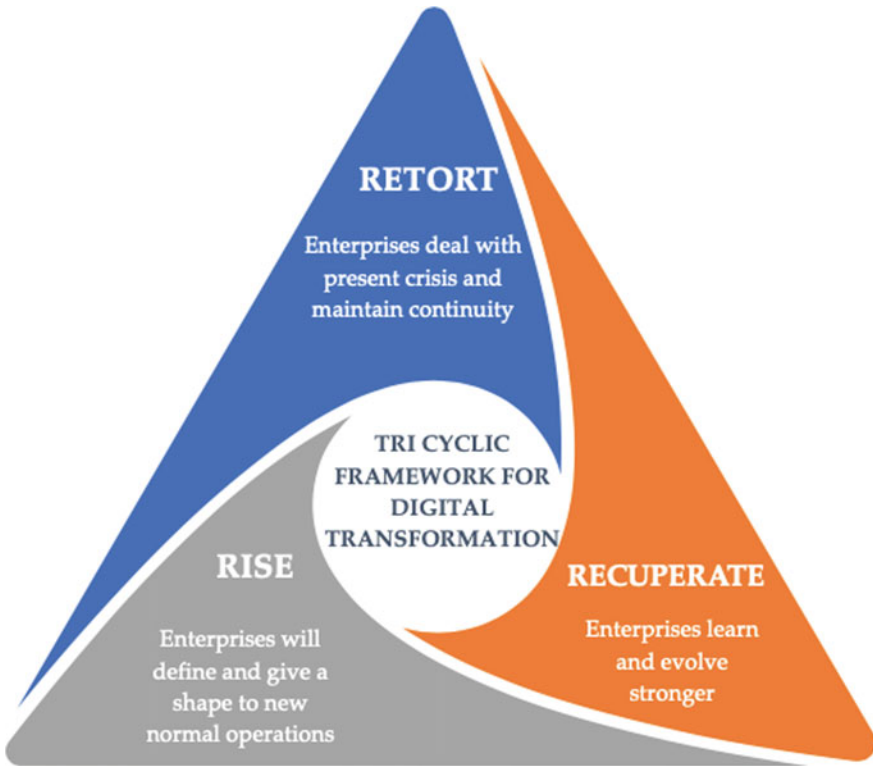 RETORT
Enterprises deal with
present crisis and
maintain continuity
TRI CYCLIC
FRAMEWORK FOR
DIGITAL
TRANSFORMATION
RISE
Enterprises will
define and give a
shape to new
normal operations
RECUPERATE
Enterprises learn
and evolve
stronger